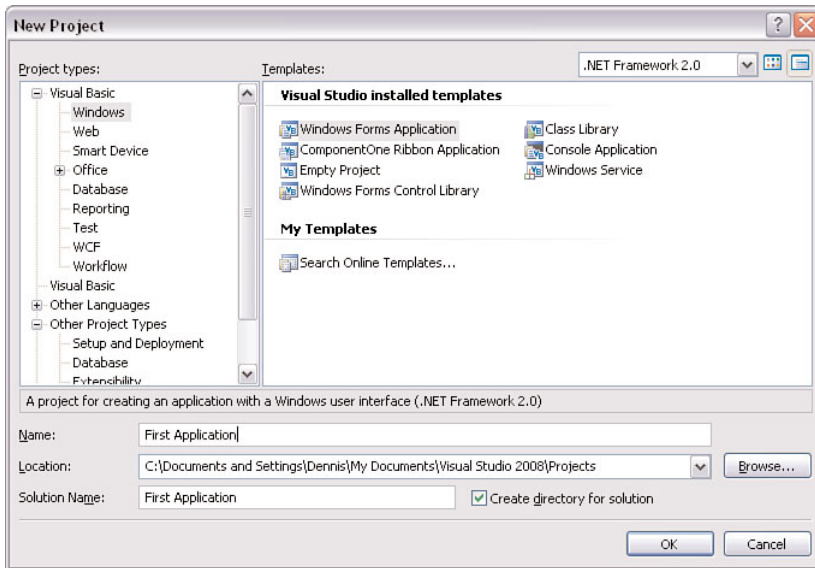 New Project
Project types:
Templates:
.NET Framework 2.0
Visual Basic
Windows
Web
Smart Device
Office
Database
Reporting
Test
WCF
Workflow
Visual Basic
Other Languages
Other Project Types
Setup and Deployment
Database
Extensibility
Visual Studio installed templates
Windows Forms Application
Class Library
ComponentOne Ribbon Application
Console Application
Empty Project
Windows Service
Windows Forms Control Library
My Templates
Search Online Templates...
A project for creating an application with a Windows user interface (.NET Framework 2.0)
Name:
First Application
Location:
C:\Documents and Settings\Dennis\My Documents\Visual Studio 2008\Projects
Browse...
Solution Name:
First Application
Create directory for solution
OK
Cancel